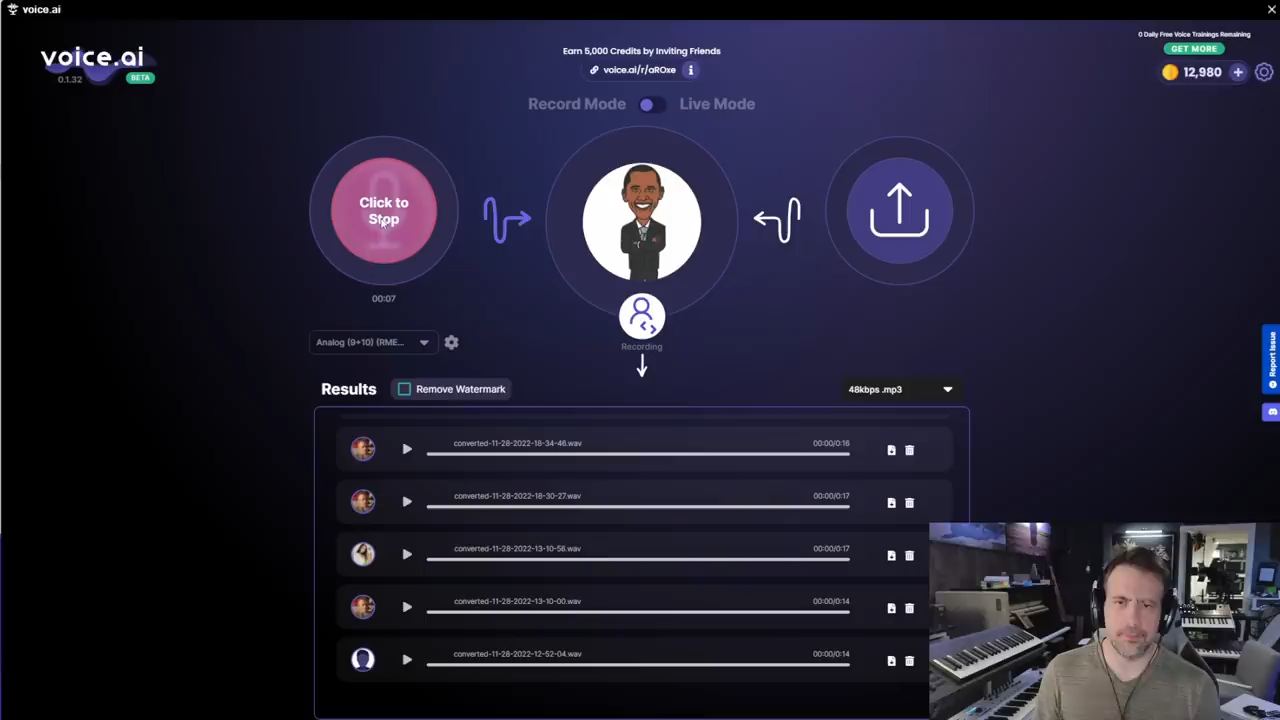 voice.ai
voice.ai
0.1.32
BETA
Earn 5,000 Credits by Inviting Friends
voice.ai/r/aROxe
0 Daily Free Voice Trainings Remaining
GET MORE
12,980
Record Mode
Live Mode
Click to
Stop
00:07
Recording
Analog (9+10) (RME...
Results
Remove Watermark
48kbps .mp3
Report Issue
converted-11-28-2022-18-34-46.wav
00:00/0:16
converted-11-28-2022-18-30-27.wav
00:00/0:17
converted-11-28-2022-13-10-56.wav
00:00/0:17
converted-11-28-2022-13-10-00.wav
00:00/0:14
converted-11-28-2022-12-52-04.wav
00:00/0:14